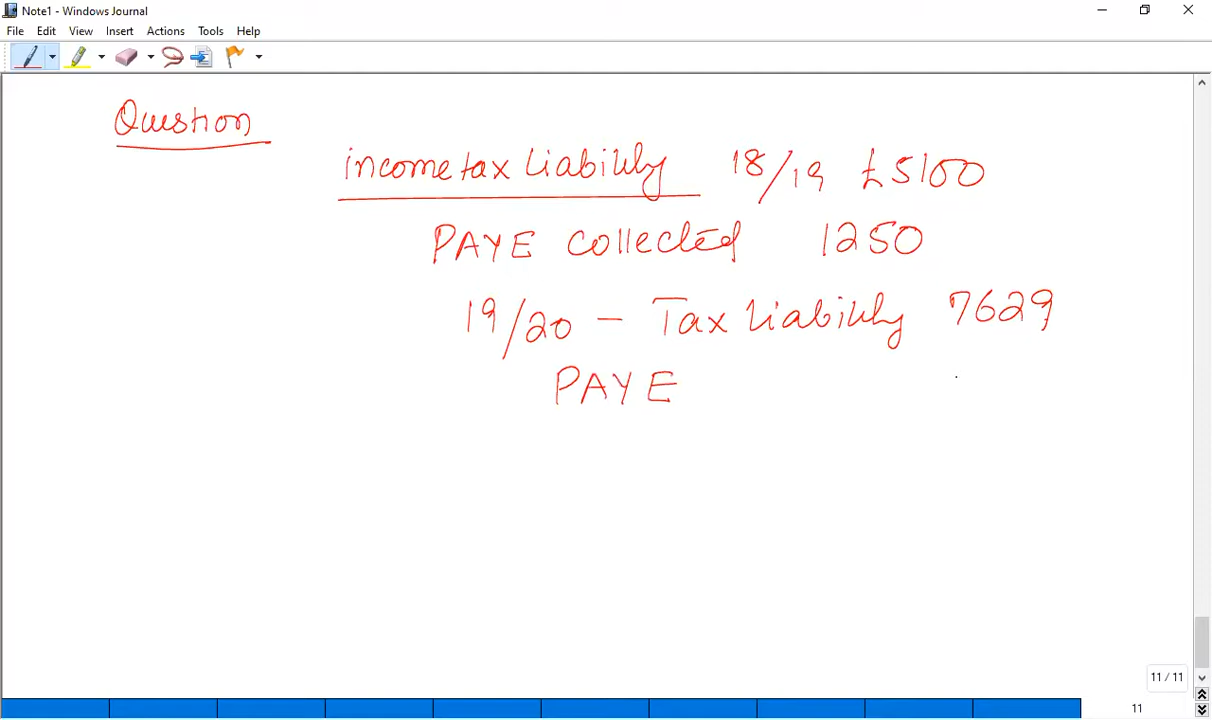 Note1 - Windows Journal
File Edit View Insert Actions Tools Help
Question
income tax liability 18/19 £5100
PAYE collected 1250
19/20 - Tax liability 7629
PAYE
11 / 11
11